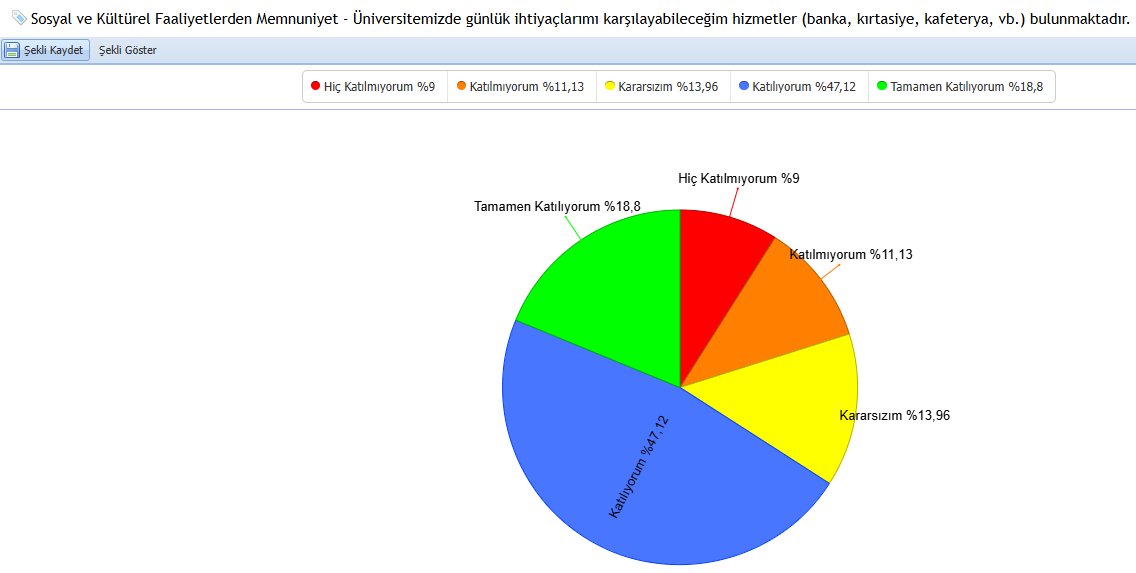 Sosyal ve Kültürel Faaliyetlerden Memnuniyet - Üniversitemizde günlük ihtiyaçlarımı karşılayabileceğim hizmetler (banka, kırtasiye, kafeterya, vb.) bulunmaktadır.
Şekli Kaydet Şekli Göster
Hiç Katılmıyorum %9 Katılmıyorum %11,13 Kararsızım %13,96 Katılıyorum %47,12 Tamamen Katılıyorum %18,8
Hiç Katılmıyorum %9
Tamamen Katılıyorum %18,8
Katılmıyorum %11,13
Kararsızım %13,96
Katılıyorum %47,12